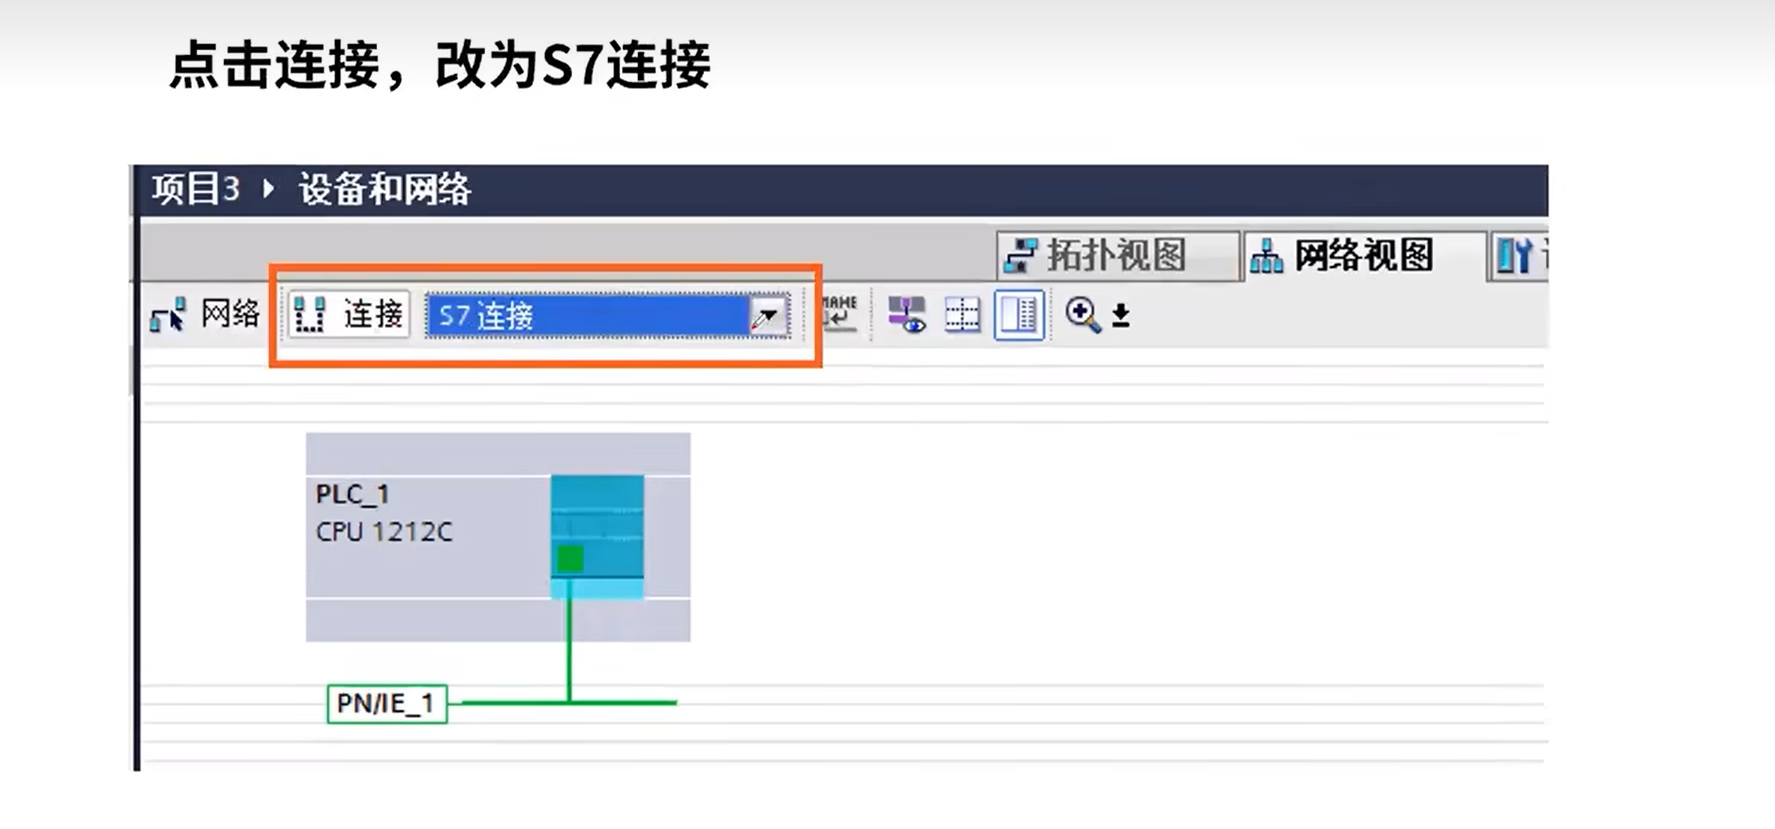 点击连接，改为S7连接
项目3 ▸ 设备和网络
拓扑视图 网络视图
网络 连接 S7 连接
PLC_1
CPU 1212C
PN/IE_1